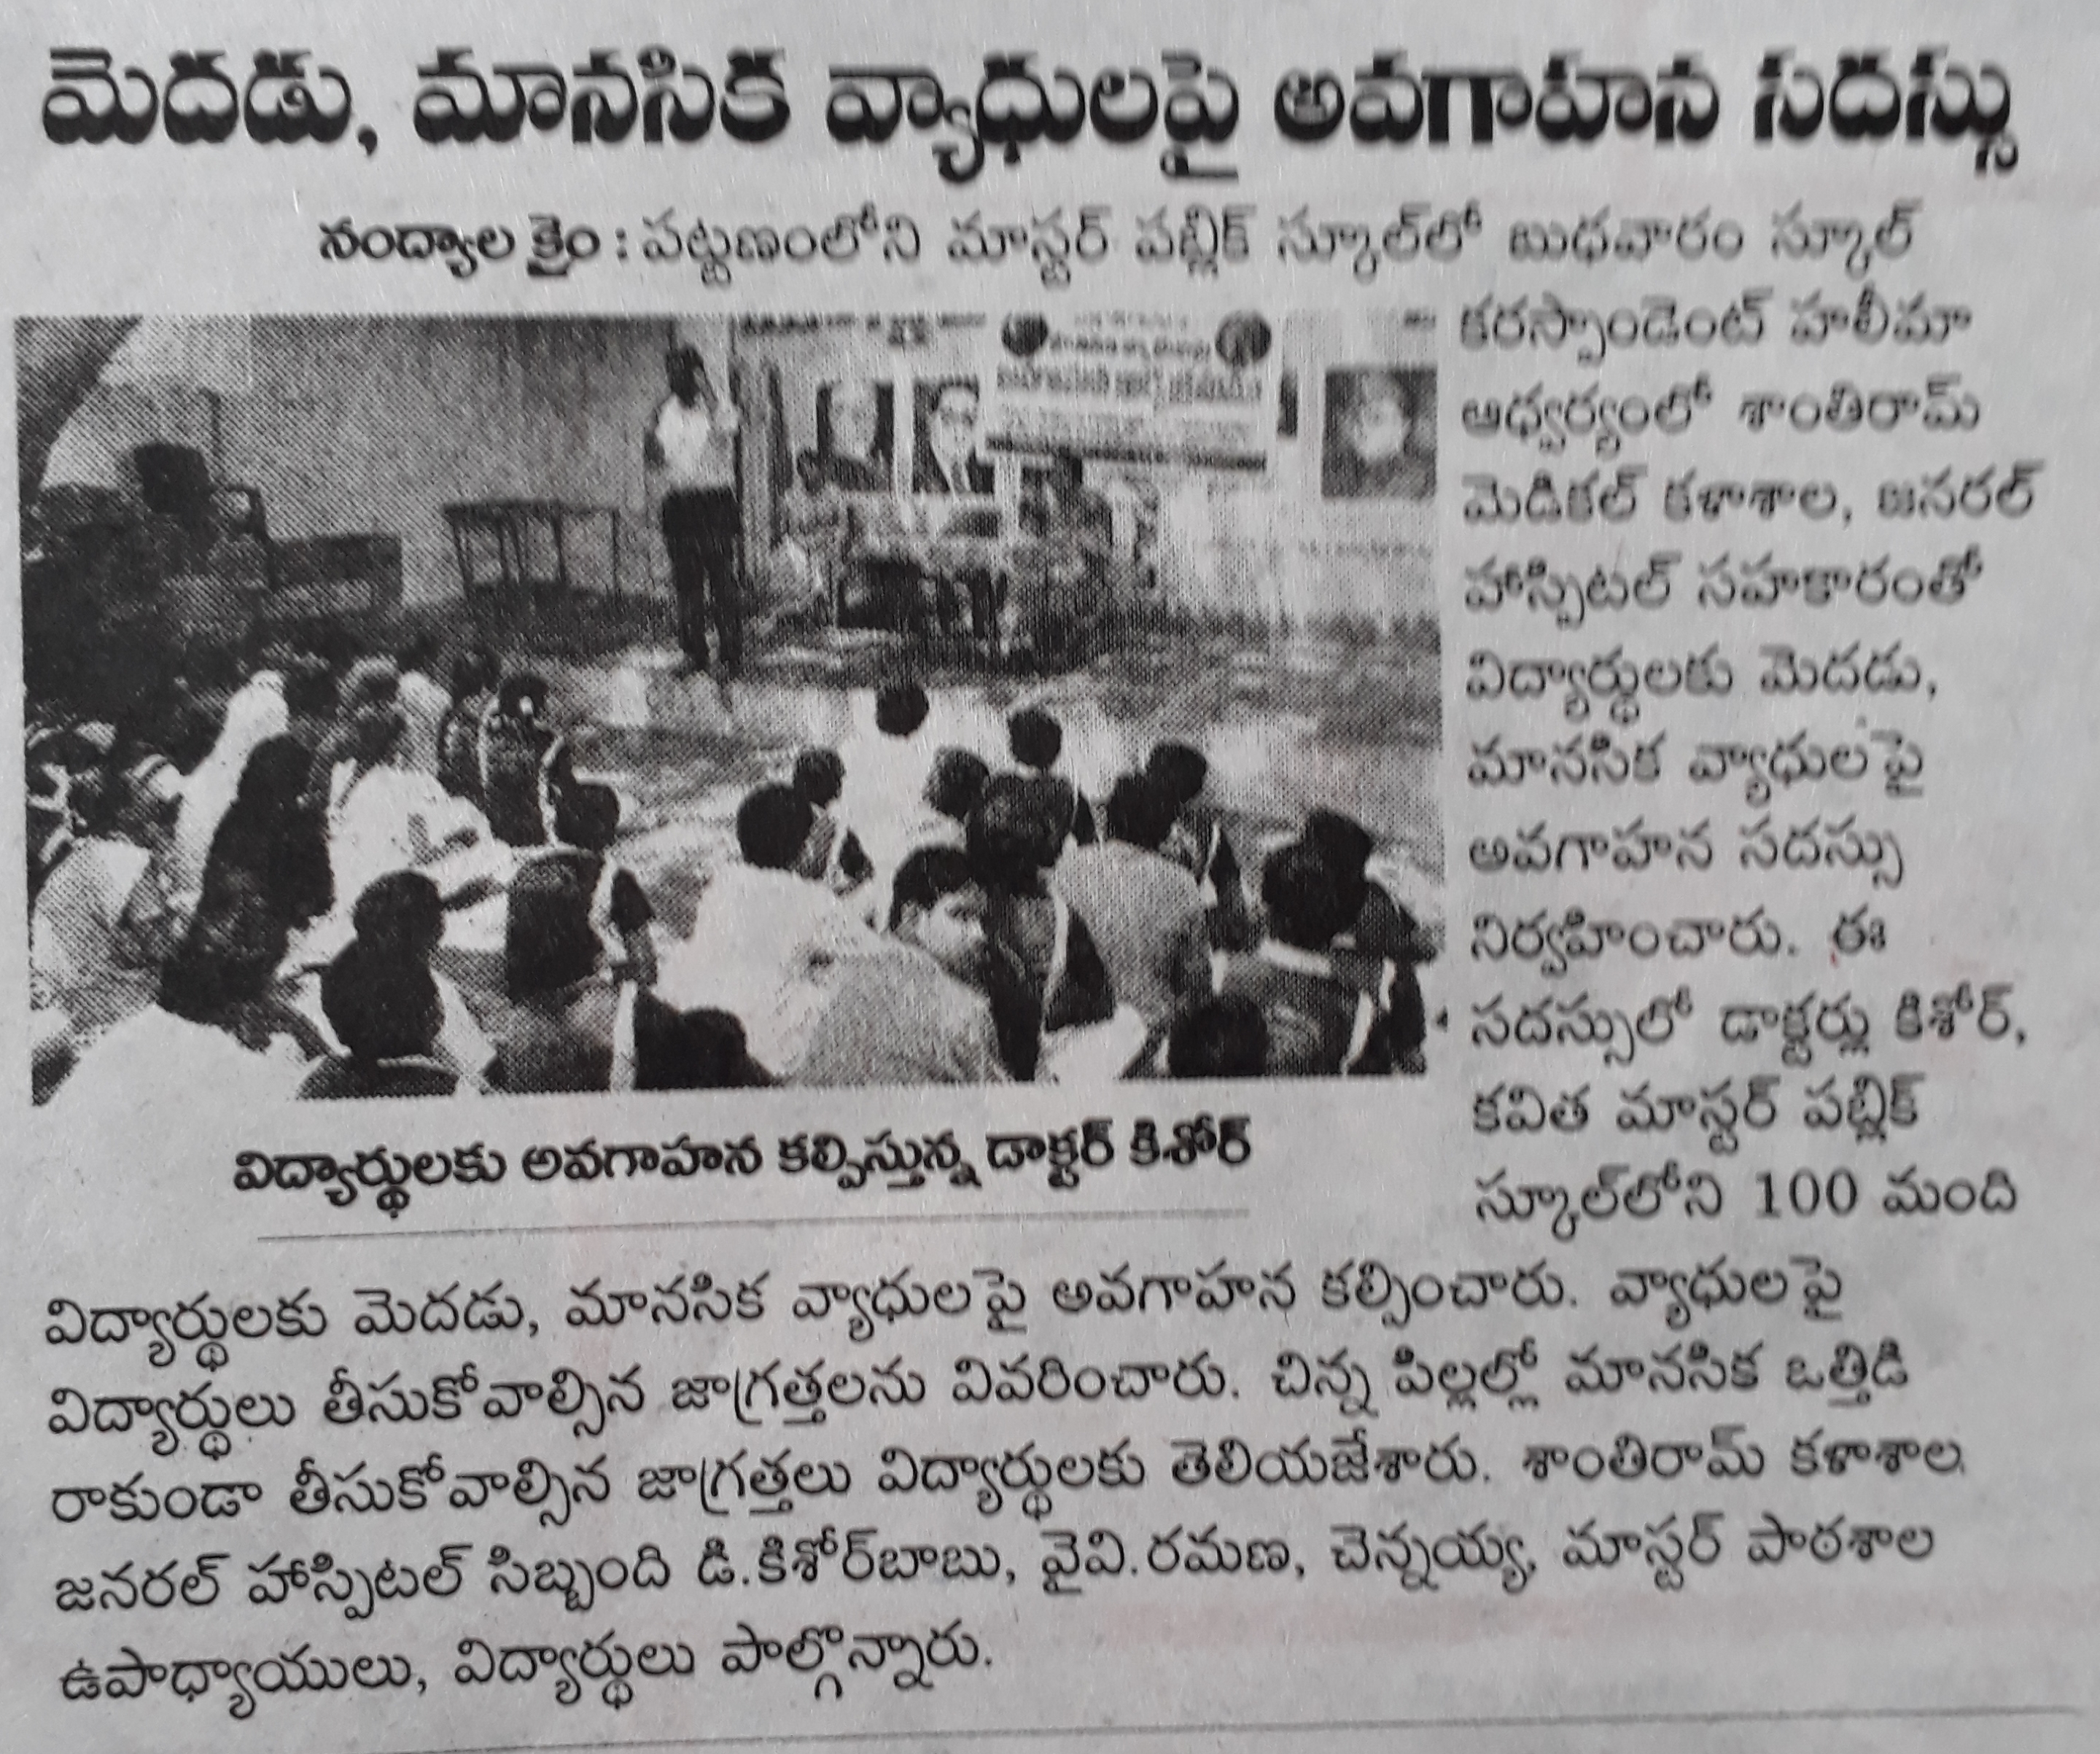 మెదడు, మానసిక వ్యాధులపై అవగాహన సదస్సు
నంద్యాల క్రైం : పట్టణంలోని మాస్టర్ పబ్లిక్ స్కూల్‌లో బుధవారం స్కూల్
కరస్పాండెంట్ హలీమా
ఆధ్వర్యంలో శాంతిరామ్
మెడికల్ కళాశాల, జనరల్
హాస్పిటల్ సహకారంతో
విద్యార్థులకు మెదడు,
మానసిక వ్యాధులపై
అవగాహన సదస్సు
నిర్వహించారు. ఈ
సదస్సులో డాక్టర్లు కిశోర్,
కవిత మాస్టర్ పబ్లిక్
స్కూల్‌లోని 100 మంది
విద్యార్థులకు అవగాహన కల్పిస్తున్న డాక్టర్ కిశోర్
విద్యార్థులకు మెదడు, మానసిక వ్యాధులపై అవగాహన కల్పించారు. వ్యాధులపై
విద్యార్థులు తీసుకోవాల్సిన జాగ్రత్తలను వివరించారు. చిన్న పిల్లల్లో మానసిక ఒత్తిడి
రాకుండా తీసుకోవాల్సిన జాగ్రత్తలు విద్యార్థులకు తెలియజేశారు. శాంతిరామ్ కళాశాల
జనరల్ హాస్పిటల్ సిబ్బంది డి.కిశోర్‌బాబు, వైవి.రమణ, చెన్నయ్య, మాస్టర్ పాఠశాల
ఉపాధ్యాయులు, విద్యార్థులు పాల్గొన్నారు.